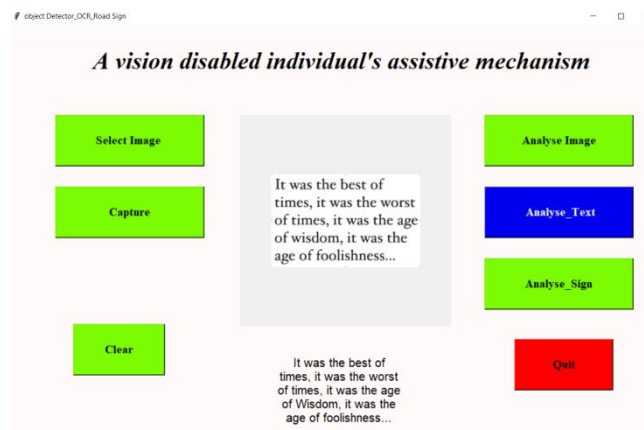 object Detector_OCR_Road Sign
A vision disabled individual's assistive mechanism
Select Image
Analyse Image
It was the best of
times, it was the worst
of times, it was the age
of wisdom, it was the
age of foolishness...
Capture
Analyse_Text
Analyse_Sign
Clear
Quit
It was the best of
times, it was the worst
of times, it was the age
of Wisdom, it was the
age of foolishness...